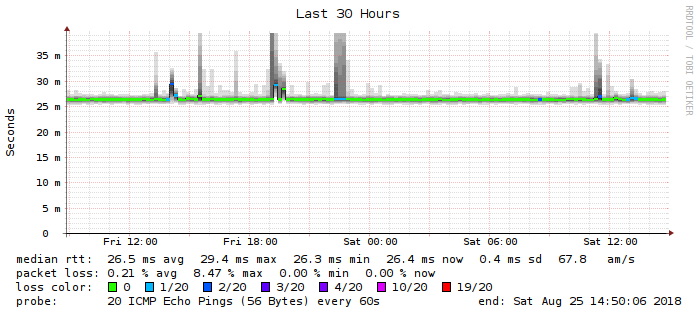 Last 30 Hours
RRDTOOL / TOBI OETIKER
Seconds
35 m
30 m
25 m
20 m
15 m
10 m
5 m
0
Fri 12:00 Fri 18:00 Sat 00:00 Sat 06:00 Sat 12:00
median rtt: 26.5 ms avg 29.4 ms max 26.3 ms min 26.4 ms now 0.4 ms sd 67.8 am/s
packet loss: 0.21 % avg 8.47 % max 0.00 % min 0.00 % now
loss color: 0 1/20 2/20 3/20 4/20 10/20 19/20
probe: 20 ICMP Echo Pings (56 Bytes) every 60s end: Sat Aug 25 14:50:06 2018